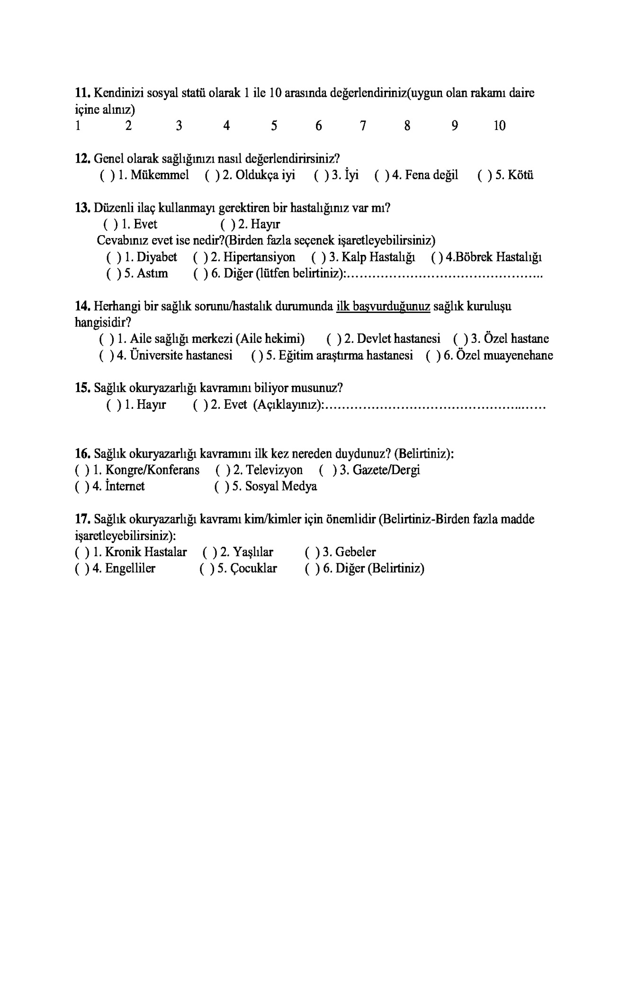 11. Kendinizi sosyal statü olarak 1 ile 10 arasında değerlendiriniz(uygun olan rakamı daire
içine alınız)
1 2 3 4 5 6 7 8 9 10
12. Genel olarak sağlığınızı nasıl değerlendirirsiniz?
( ) 1. Mükemmel ( ) 2. Oldukça iyi ( ) 3. İyi ( ) 4. Fena değil ( ) 5. Kötü
13. Düzenli ilaç kullanmayı gerektiren bir hastalığınız var mı?
( ) 1. Evet ( ) 2. Hayır
Cevabınız evet ise nedir?(Birden fazla seçenek işaretleyebilirsiniz)
( ) 1. Diyabet ( ) 2. Hipertansiyon ( ) 3. Kalp Hastalığı ( ) 4.Böbrek Hastalığı
( ) 5. Astım ( ) 6. Diğer (lütfen belirtiniz):……………………………………….
14. Herhangi bir sağlık sorunu/hastalık durumunda ilk başvurduğunuz sağlık kuruluşu
hangisidir?
( ) 1. Aile sağlığı merkezi (Aile hekimi) ( ) 2. Devlet hastanesi ( ) 3. Özel hastane
( ) 4. Üniversite hastanesi ( ) 5. Eğitim araştırma hastanesi ( ) 6. Özel muayenehane
15. Sağlık okuryazarlığı kavramını biliyor musunuz?
( ) 1. Hayır ( ) 2. Evet (Açıklayınız):……………………………………….……
16. Sağlık okuryazarlığı kavramını ilk kez nereden duydunuz? (Belirtiniz):
( ) 1. Kongre/Konferans ( ) 2. Televizyon ( ) 3. Gazete/Dergi
( ) 4. İnternet ( ) 5. Sosyal Medya
17. Sağlık okuryazarlığı kavramı kim/kimler için önemlidir (Belirtiniz-Birden fazla madde
işaretleyebilirsiniz):
( ) 1. Kronik Hastalar ( ) 2. Yaşlılar ( ) 3. Gebeler
( ) 4. Engelliler ( ) 5. Çocuklar ( ) 6. Diğer (Belirtiniz)